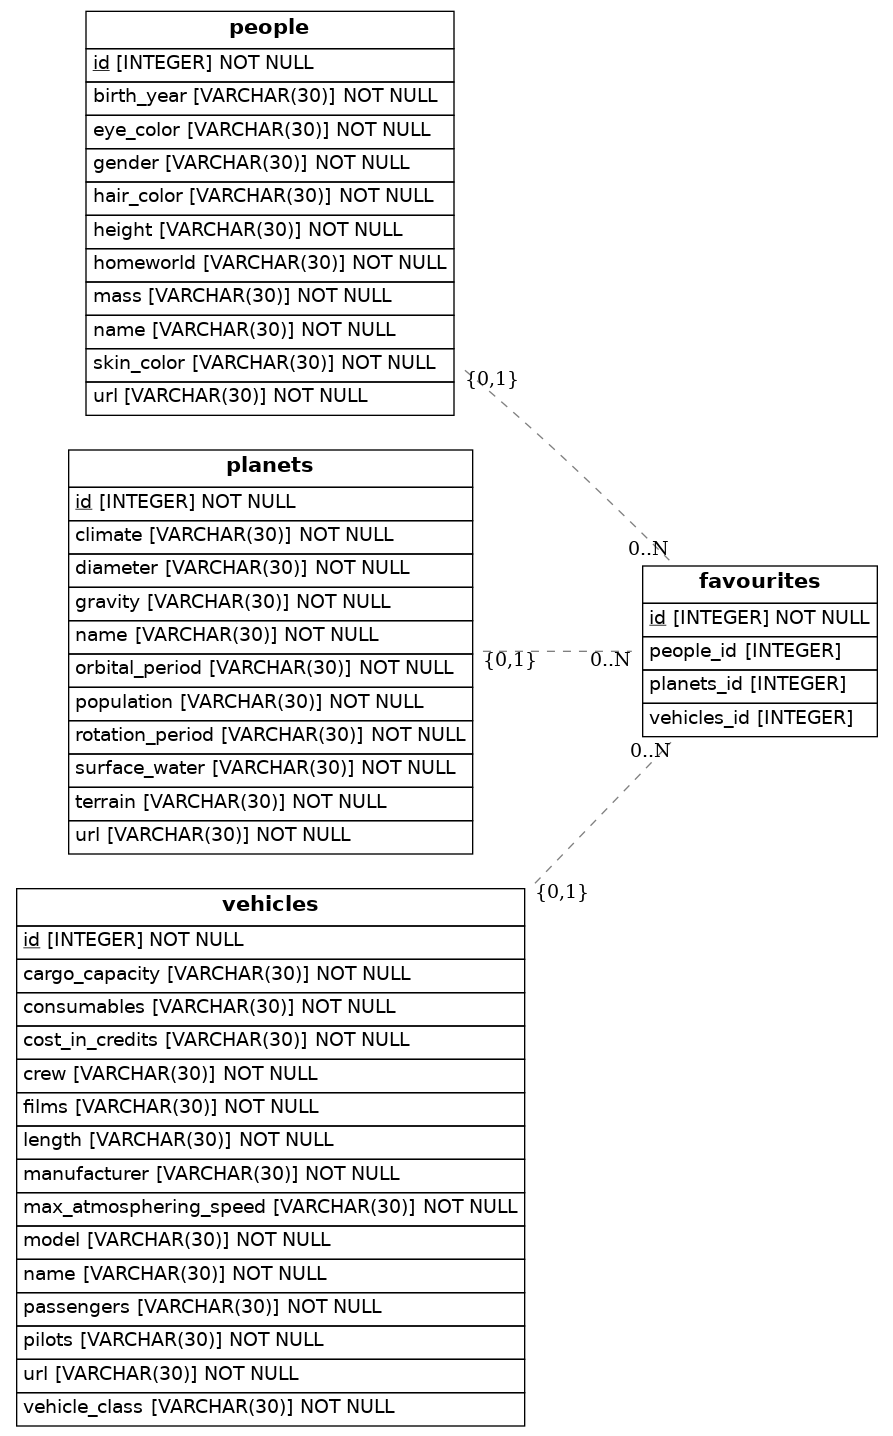 people
id [INTEGER] NOT NULL
birth_year [VARCHAR(30)] NOT NULL
eye_color [VARCHAR(30)] NOT NULL
gender [VARCHAR(30)] NOT NULL
hair_color [VARCHAR(30)] NOT NULL
height [VARCHAR(30)] NOT NULL
homeworld [VARCHAR(30)] NOT NULL
mass [VARCHAR(30)] NOT NULL
name [VARCHAR(30)] NOT NULL
skin_color [VARCHAR(30)] NOT NULL
url [VARCHAR(30)] NOT NULL
{0,1}
0..N
planets
id [INTEGER] NOT NULL
climate [VARCHAR(30)] NOT NULL
diameter [VARCHAR(30)] NOT NULL
gravity [VARCHAR(30)] NOT NULL
name [VARCHAR(30)] NOT NULL
orbital_period [VARCHAR(30)] NOT NULL
population [VARCHAR(30)] NOT NULL
rotation_period [VARCHAR(30)] NOT NULL
surface_water [VARCHAR(30)] NOT NULL
terrain [VARCHAR(30)] NOT NULL
url [VARCHAR(30)] NOT NULL
{0,1}
0..N
favourites
id [INTEGER] NOT NULL
people_id [INTEGER]
planets_id [INTEGER]
vehicles_id [INTEGER]
0..N
{0,1}
vehicles
id [INTEGER] NOT NULL
cargo_capacity [VARCHAR(30)] NOT NULL
consumables [VARCHAR(30)] NOT NULL
cost_in_credits [VARCHAR(30)] NOT NULL
crew [VARCHAR(30)] NOT NULL
films [VARCHAR(30)] NOT NULL
length [VARCHAR(30)] NOT NULL
manufacturer [VARCHAR(30)] NOT NULL
max_atmosphering_speed [VARCHAR(30)] NOT NULL
model [VARCHAR(30)] NOT NULL
name [VARCHAR(30)] NOT NULL
passengers [VARCHAR(30)] NOT NULL
pilots [VARCHAR(30)] NOT NULL
url [VARCHAR(30)] NOT NULL
vehicle_class [VARCHAR(30)] NOT NULL